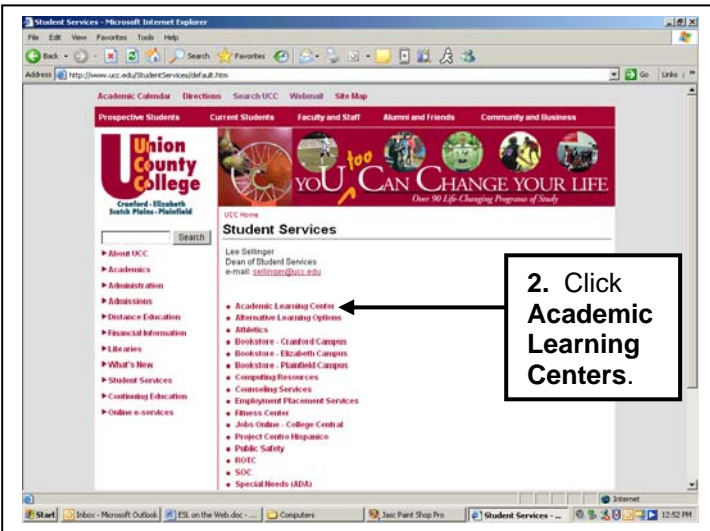 Student Services - Microsoft Internet Explorer
File Edit View Favorites Tools Help
Back Search Favorites
Address http://www.ucc.edu/StudentServices/default.htm Go Links
Academic Calendar Directions Search UCC Webmail Site Map
Prospective Students Current Students Faculty and Staff Alumni and Friends Community and Business
Union
County
College
Cranford - Elizabeth
Scotch Plains - Plainfield
yoU too Can Change your life
Over 90 Life-Changing Programs of Study
UCC Home
Student Services
Search
Lee Sellinger
Dean of Student Services
e-mail: sellinger@ucc.edu
About UCC
Academics
Administration
Admissions
Distance Education
Financial Information
Libraries
What's New
Student Services
Continuing Education
Online e-services
Academic Learning Center
Alternative Learning Options
Athletics
Bookstore - Cranford Campus
Bookstore - Elizabeth Campus
Bookstore - Plainfield Campus
Computing Resources
Counseling Services
Employment Placement Services
Fitness Center
Jobs Online - College Central
Project Centro Hispanico
Public Safety
ROTC
SOC
Special Needs (ADA)
2. Click
Academic
Learning
Centers.
Internet
Start Inbox - Microsoft Outlook ESL on the Web.doc - ... Computers Jasc Paint Shop Pro Student Services - ... 12:52 PM